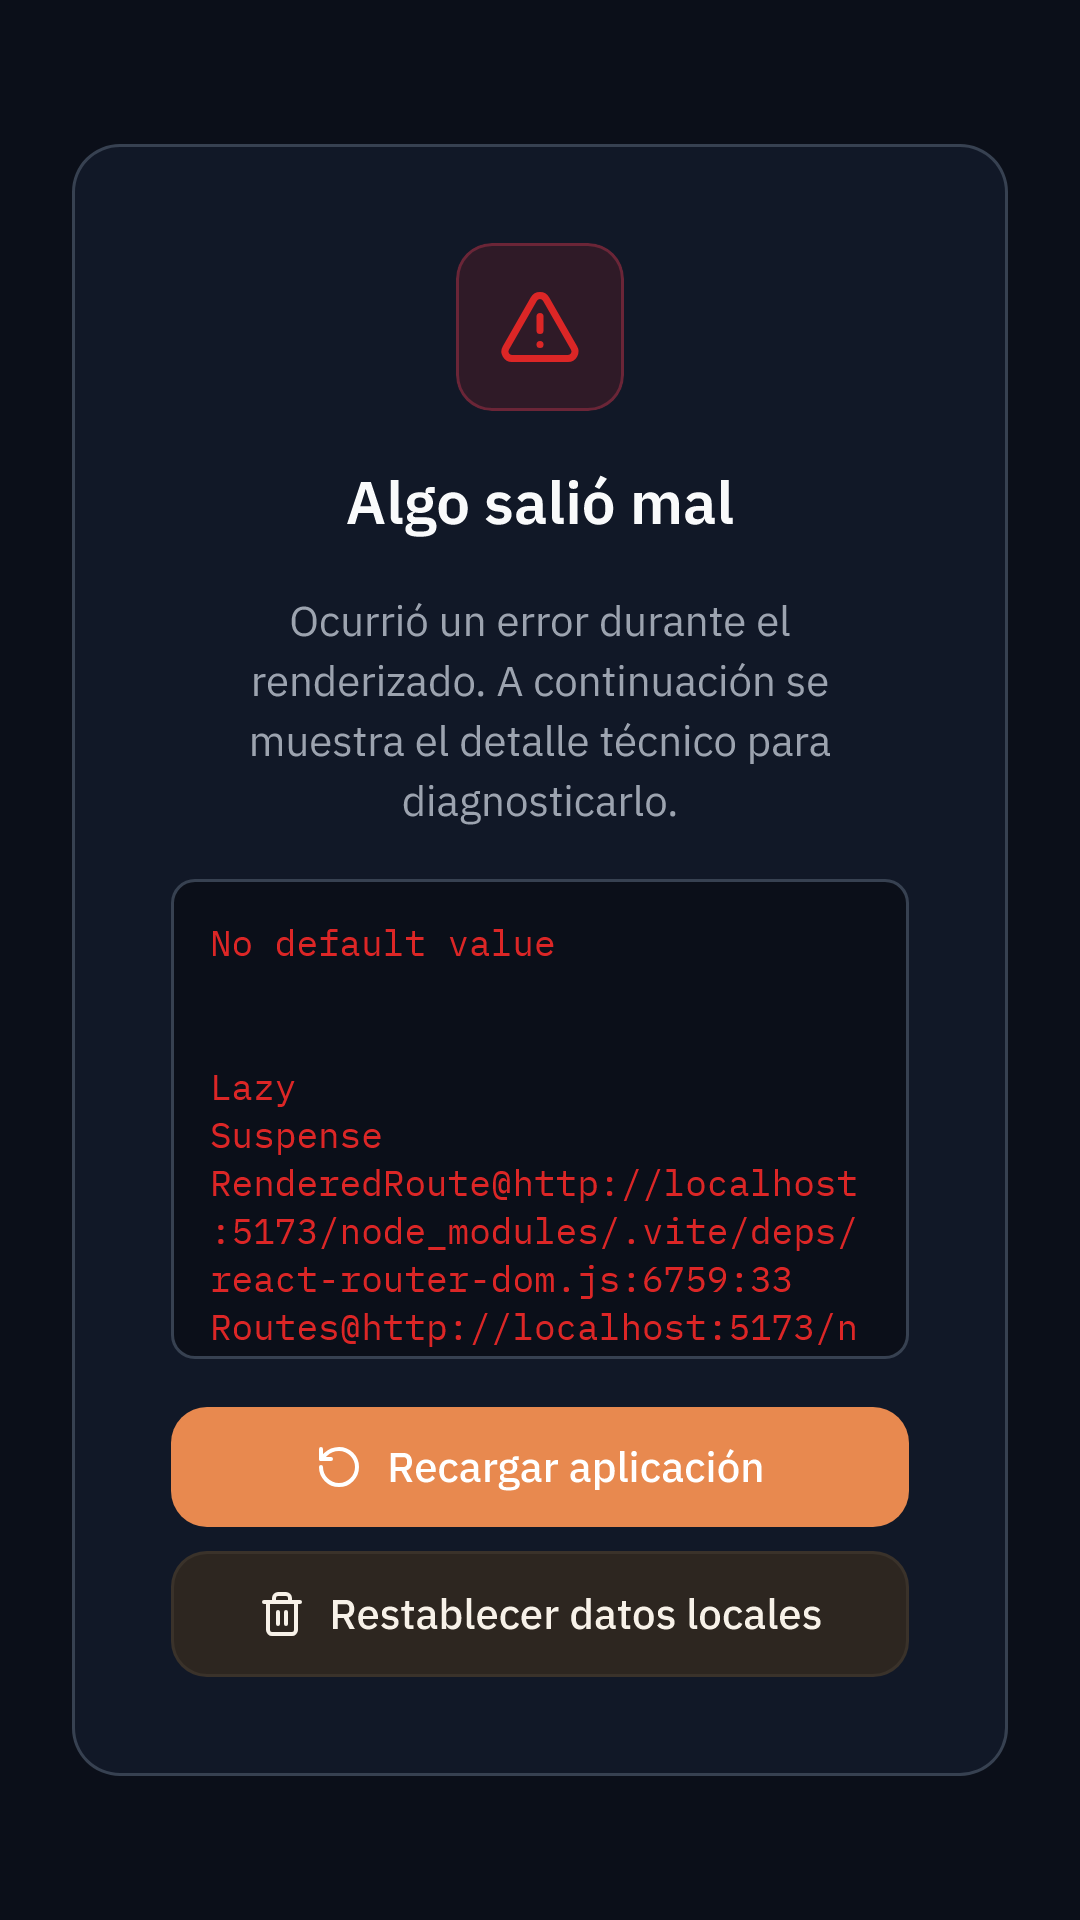 Algo salió mal
Ocurrió un error durante el
renderizado. A continuación se
muestra el detalle técnico para
diagnosticarlo.
No default value
Lazy
Suspense
RenderedRoute@http://localhost
:5173/node_modules/.vite/deps/
react-router-dom.js:6759:33
Routes@http://localhost:5173/n
Recargar aplicación
Restablecer datos locales